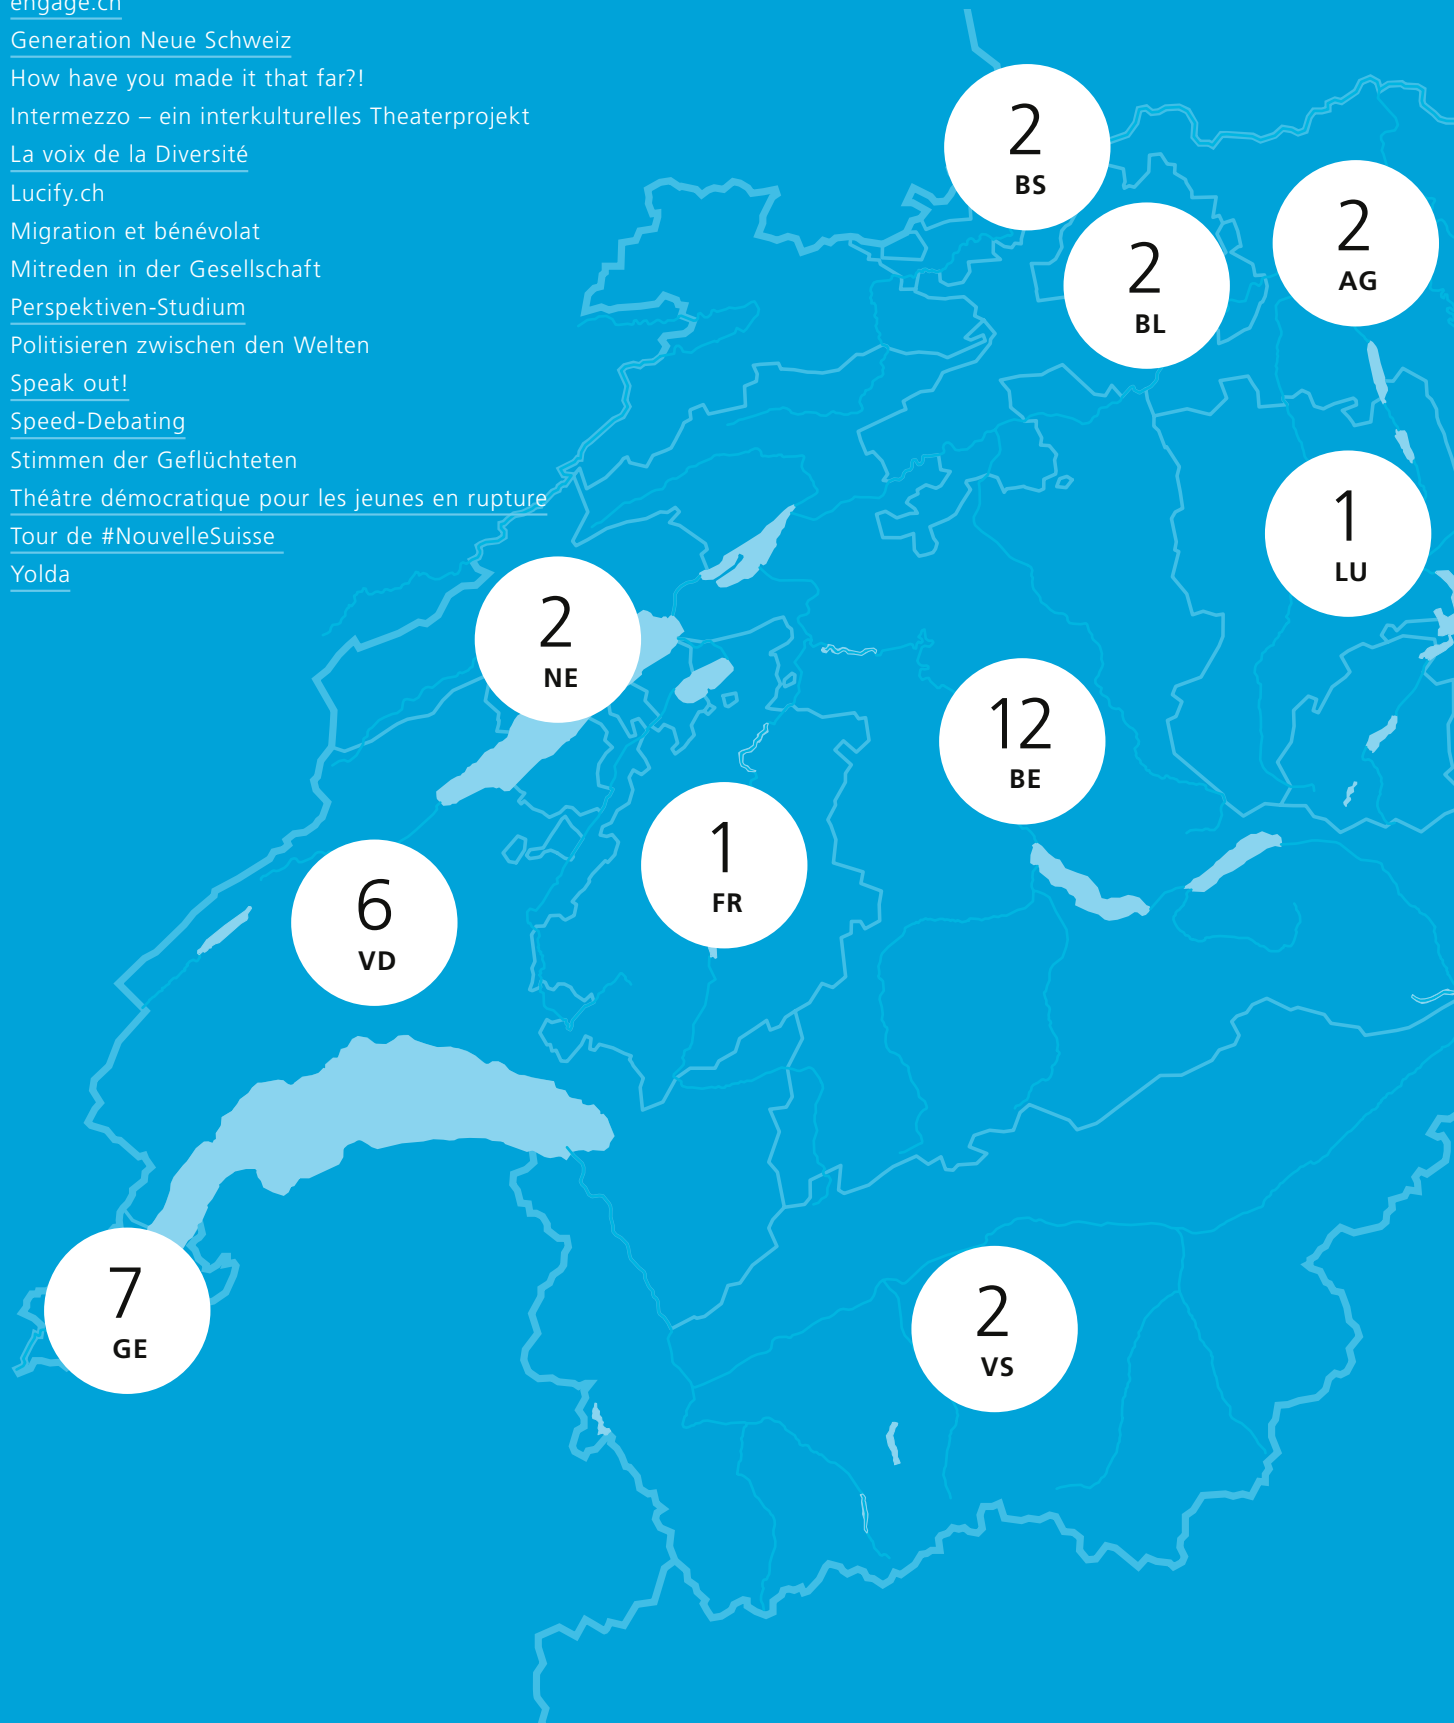 engage.ch
Generation Neue Schweiz
How have you made it that far?!
Intermezzo – ein interkulturelles Theaterprojekt
La voix de la Diversité
Lucify.ch
Migration et bénévolat
Mitreden in der Gesellschaft
Perspektiven-Studium
Politisieren zwischen den Welten
Speak out!
Speed-Debating
Stimmen der Geflüchteten
Théâtre démocratique pour les jeunes en rupture
Tour de #NouvelleSuisse
Yolda
2
BS
2
BL
2
AG
1
LU
2
NE
12
BE
1
FR
6
VD
7
GE
2
VS